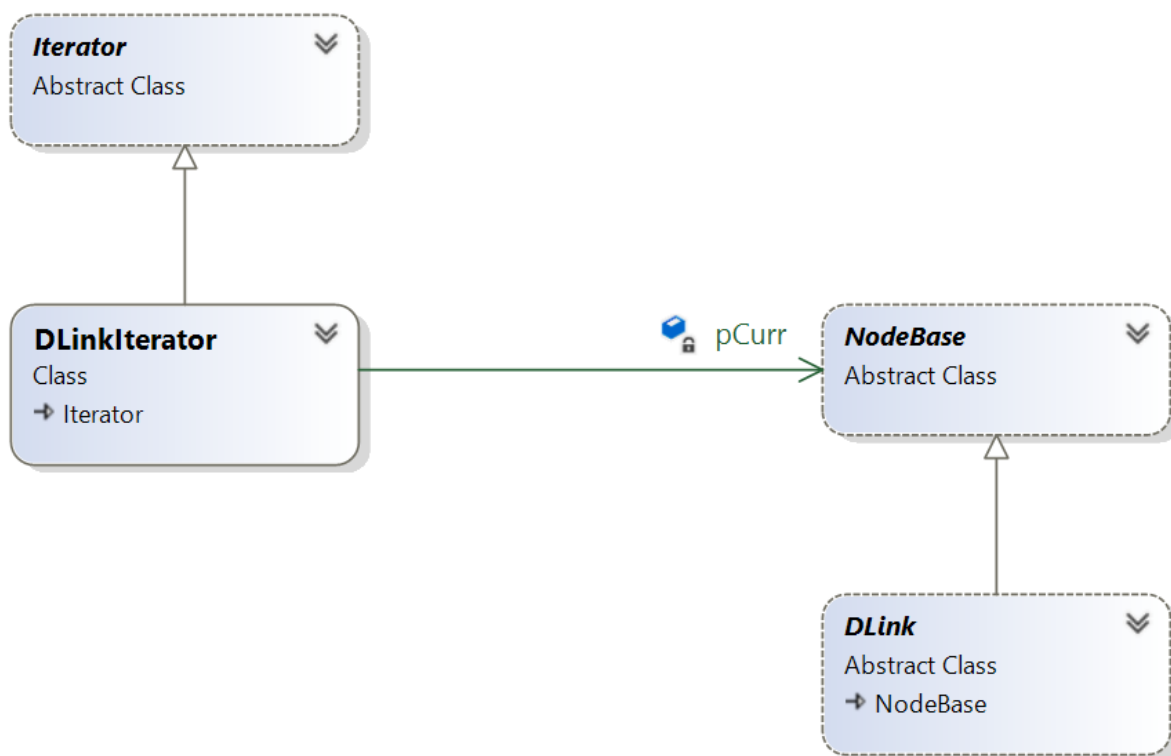 Iterator
Abstract Class
DLinkIterator
Class
Iterator
pCurr
NodeBase
Abstract Class
DLink
Abstract Class
NodeBase